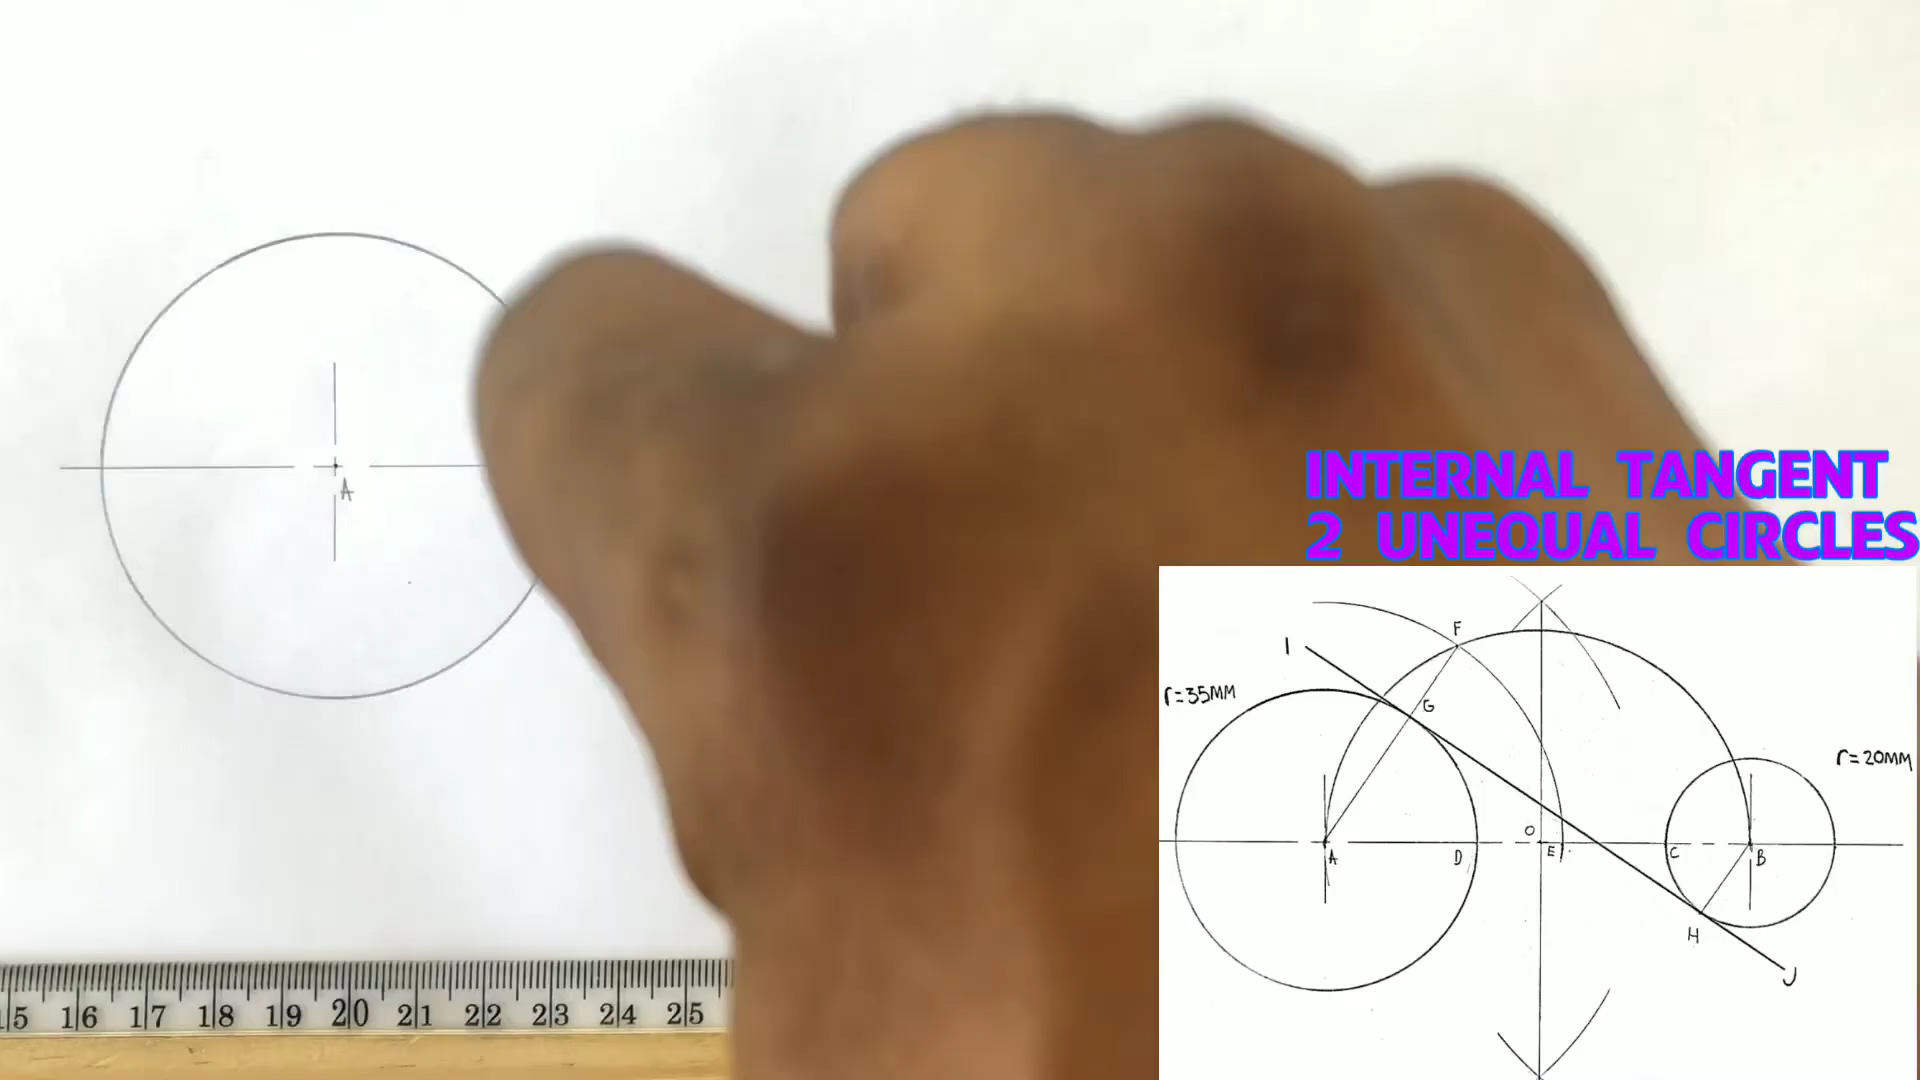 A
INTERNAL TANGENT
2 UNEQUAL CIRCLES
F
I
r=35MM
G
r=20MM
O
A
D
E
C
B
H
J
15 16 17 18 19 20 21 22 23 24 25